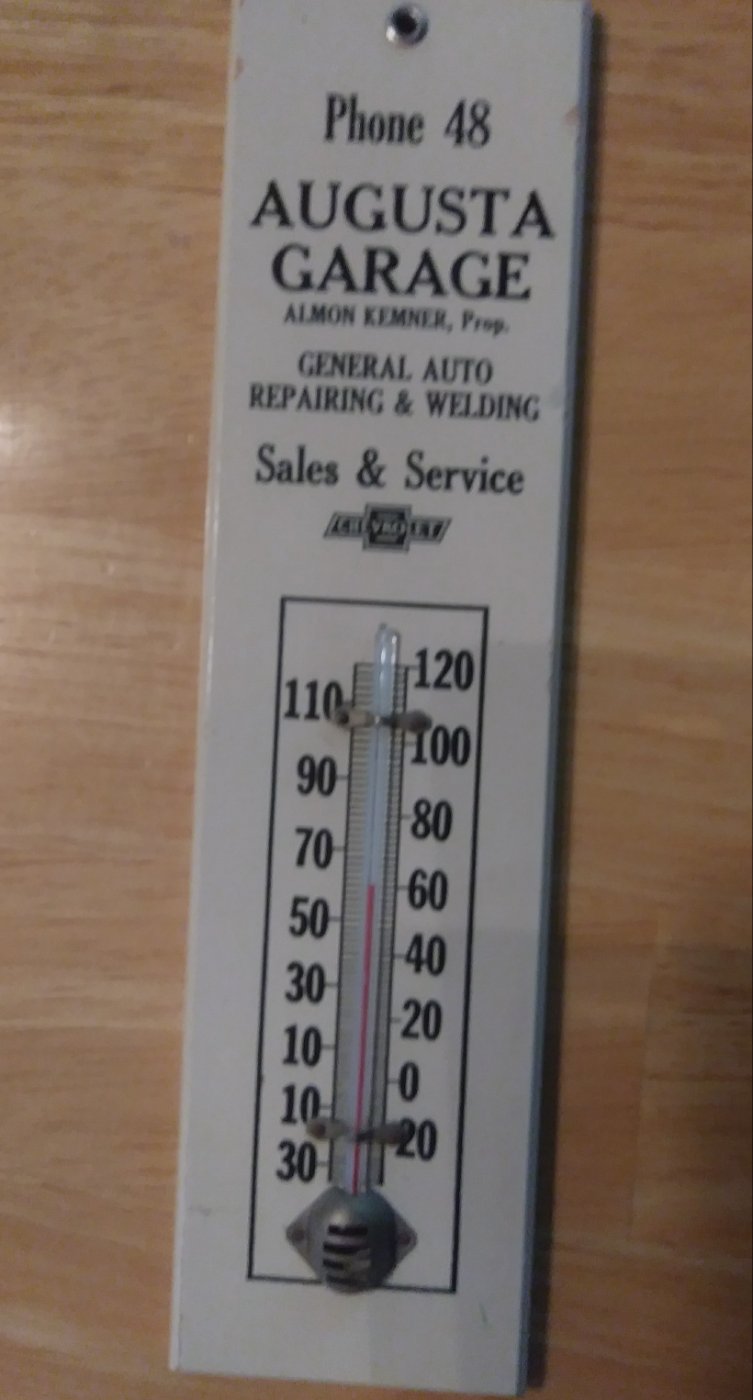 Phone 48
AUGUSTA
GARAGE
ALMON KEMNER, Prop.
GENERAL AUTO
REPAIRING & WELDING
Sales & Service
CHEVROLET
120
110
100
90
80
70
60
50
40
30
20
10
0
10
20
30